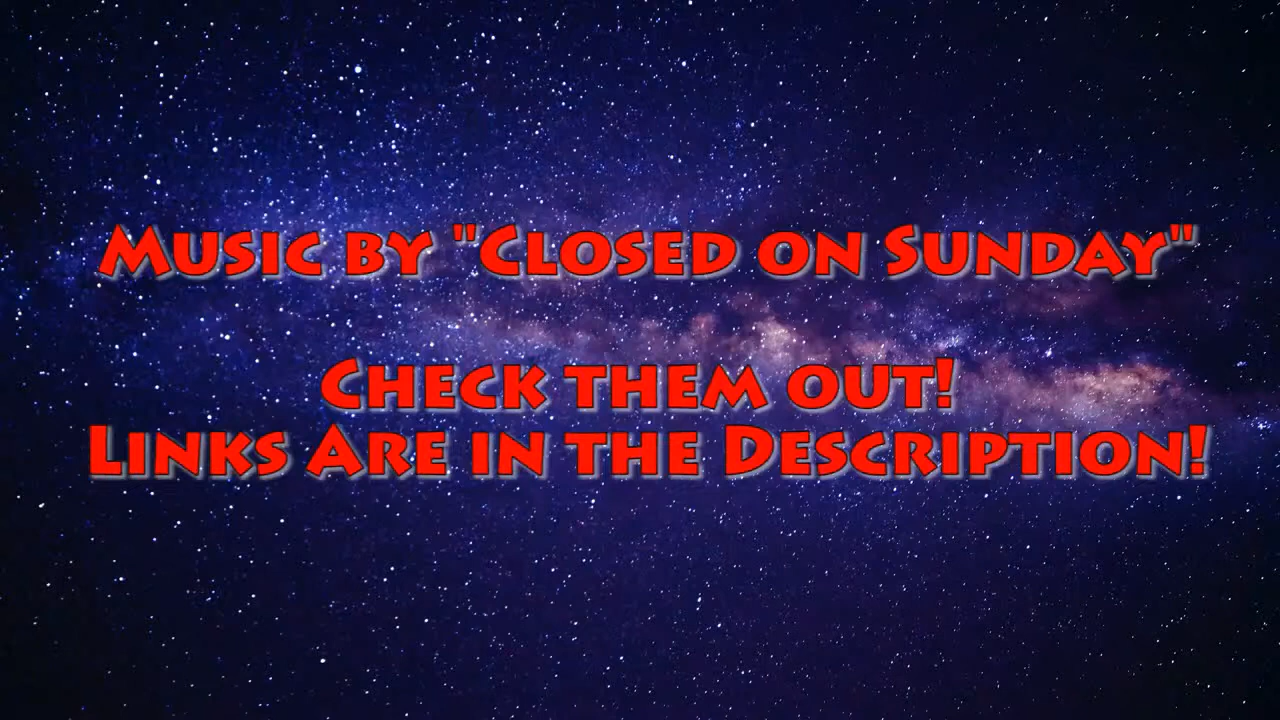 Music by "Closed on Sunday"
Check them out!
Links Are in the Description!